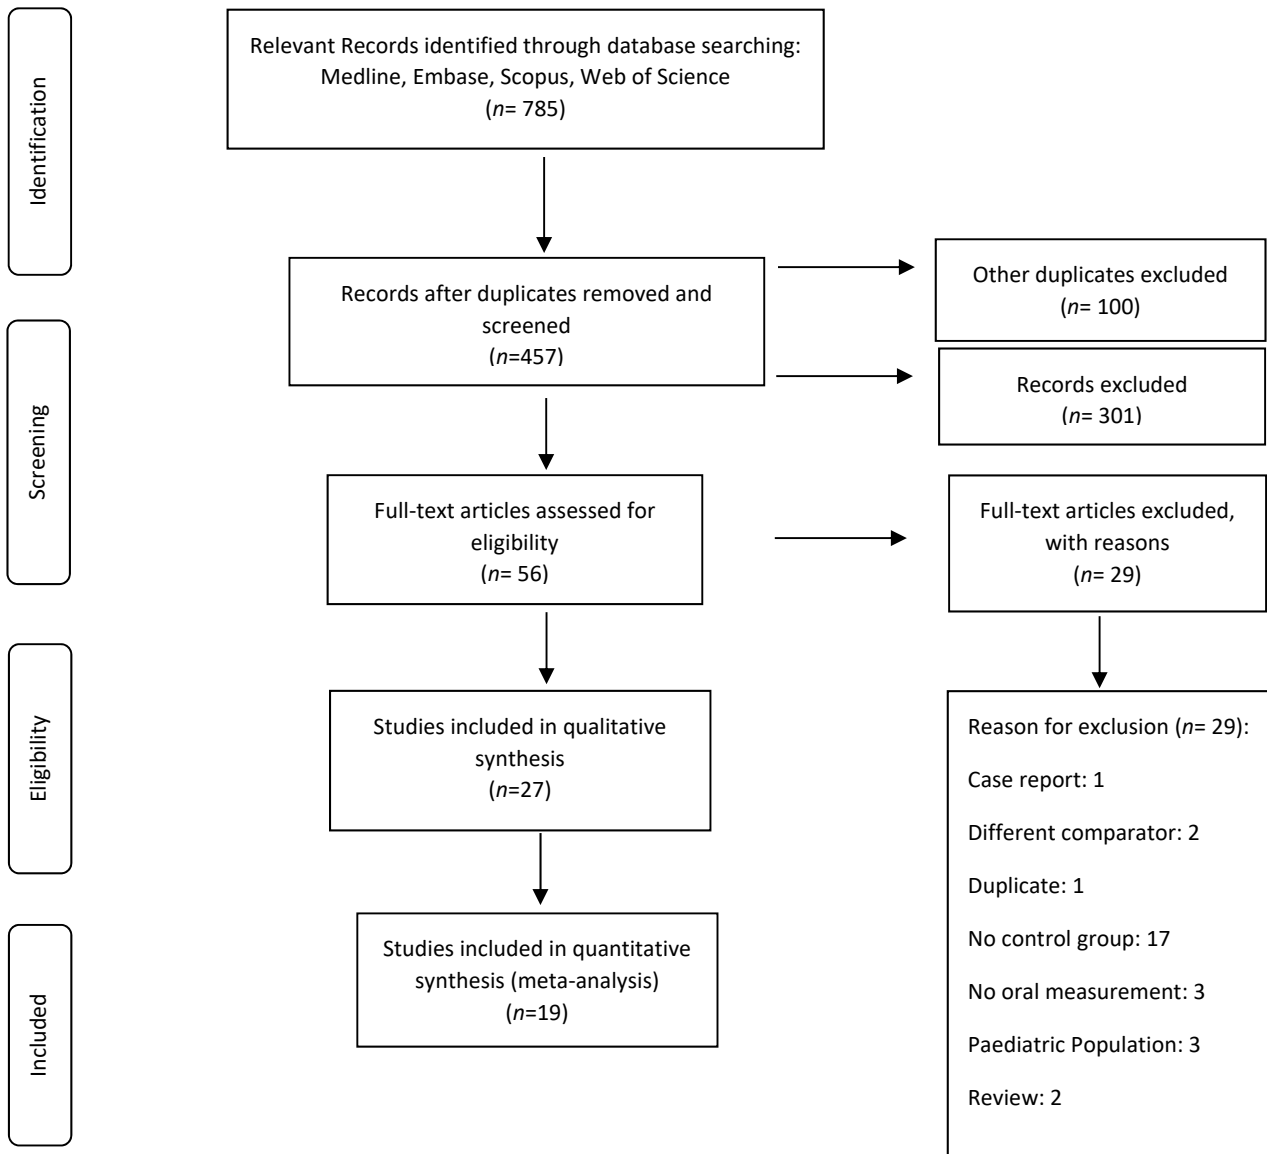 Identification
Relevant Records identified through database searching:
Medline, Embase, Scopus, Web of Science
(n= 785)
Records after duplicates removed and
screened
(n=457)
Other duplicates excluded
(n= 100)
Records excluded
(n= 301)
Screening
Full-text articles assessed for
eligibility
(n= 56)
Full-text articles excluded,
with reasons
(n= 29)
Eligibility
Studies included in qualitative
synthesis
(n=27)
Reason for exclusion (n= 29):
Case report: 1
Different comparator: 2
Duplicate: 1
No control group: 17
No oral measurement: 3
Paediatric Population: 3
Review: 2
Included
Studies included in quantitative
synthesis (meta-analysis)
(n=19)